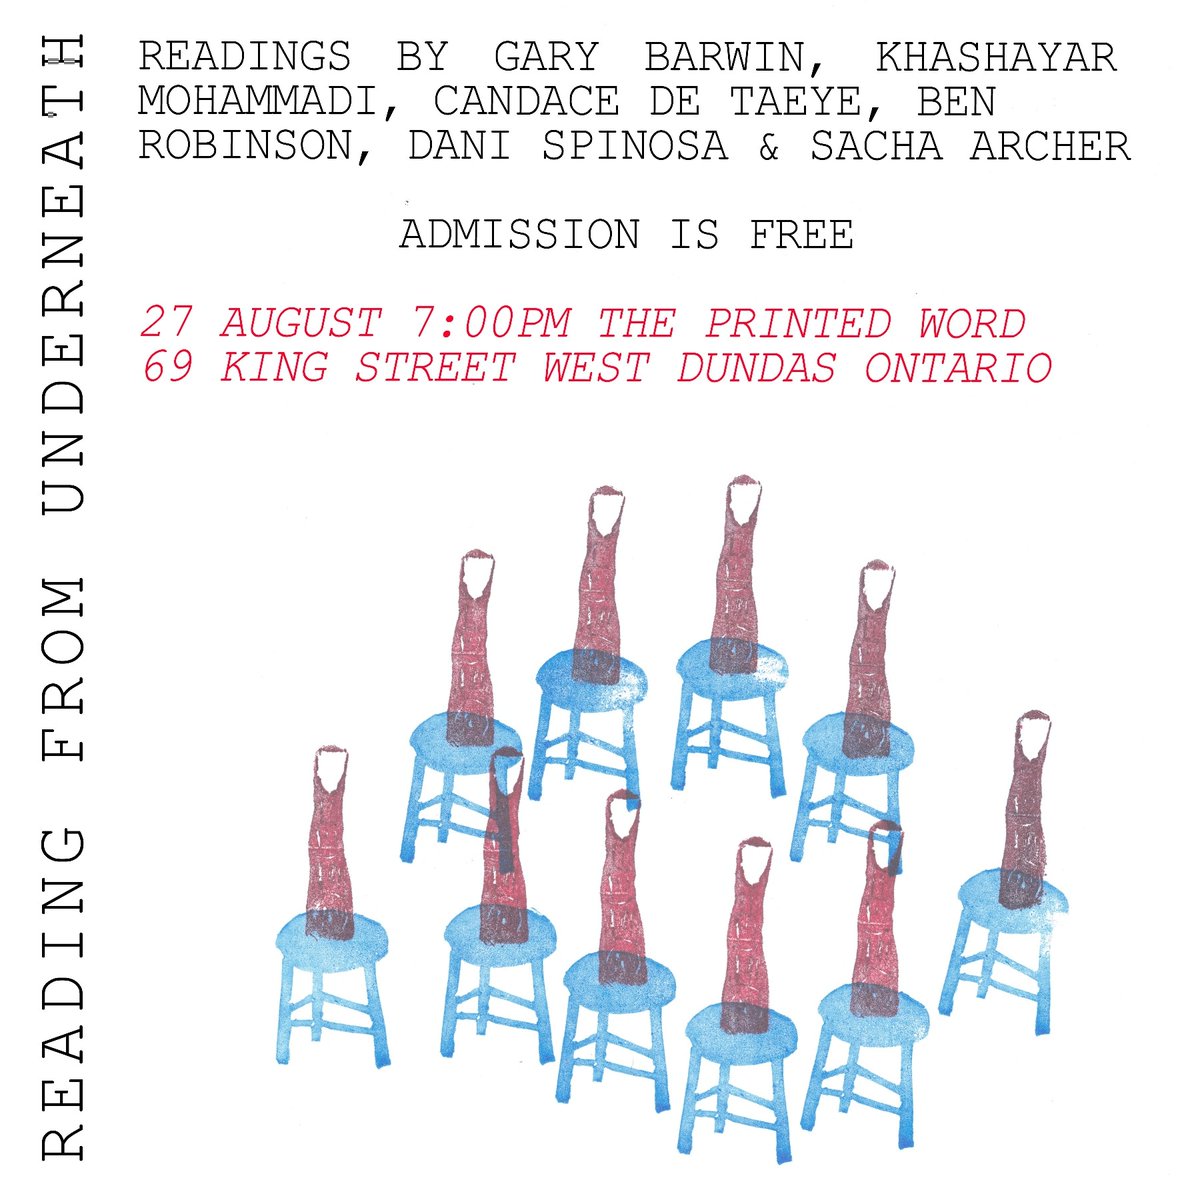 READING FROM UNDERNEATH
READINGS BY GARY BARWIN, KHASHAYAR
MOHAMMADI, CANDACE DE TAEYE, BEN
ROBINSON, DANI SPINOSA & SACHA ARCHER
ADMISSION IS FREE
27 AUGUST 7:00PM THE PRINTED WORD
69 KING STREET WEST DUNDAS ONTARIO